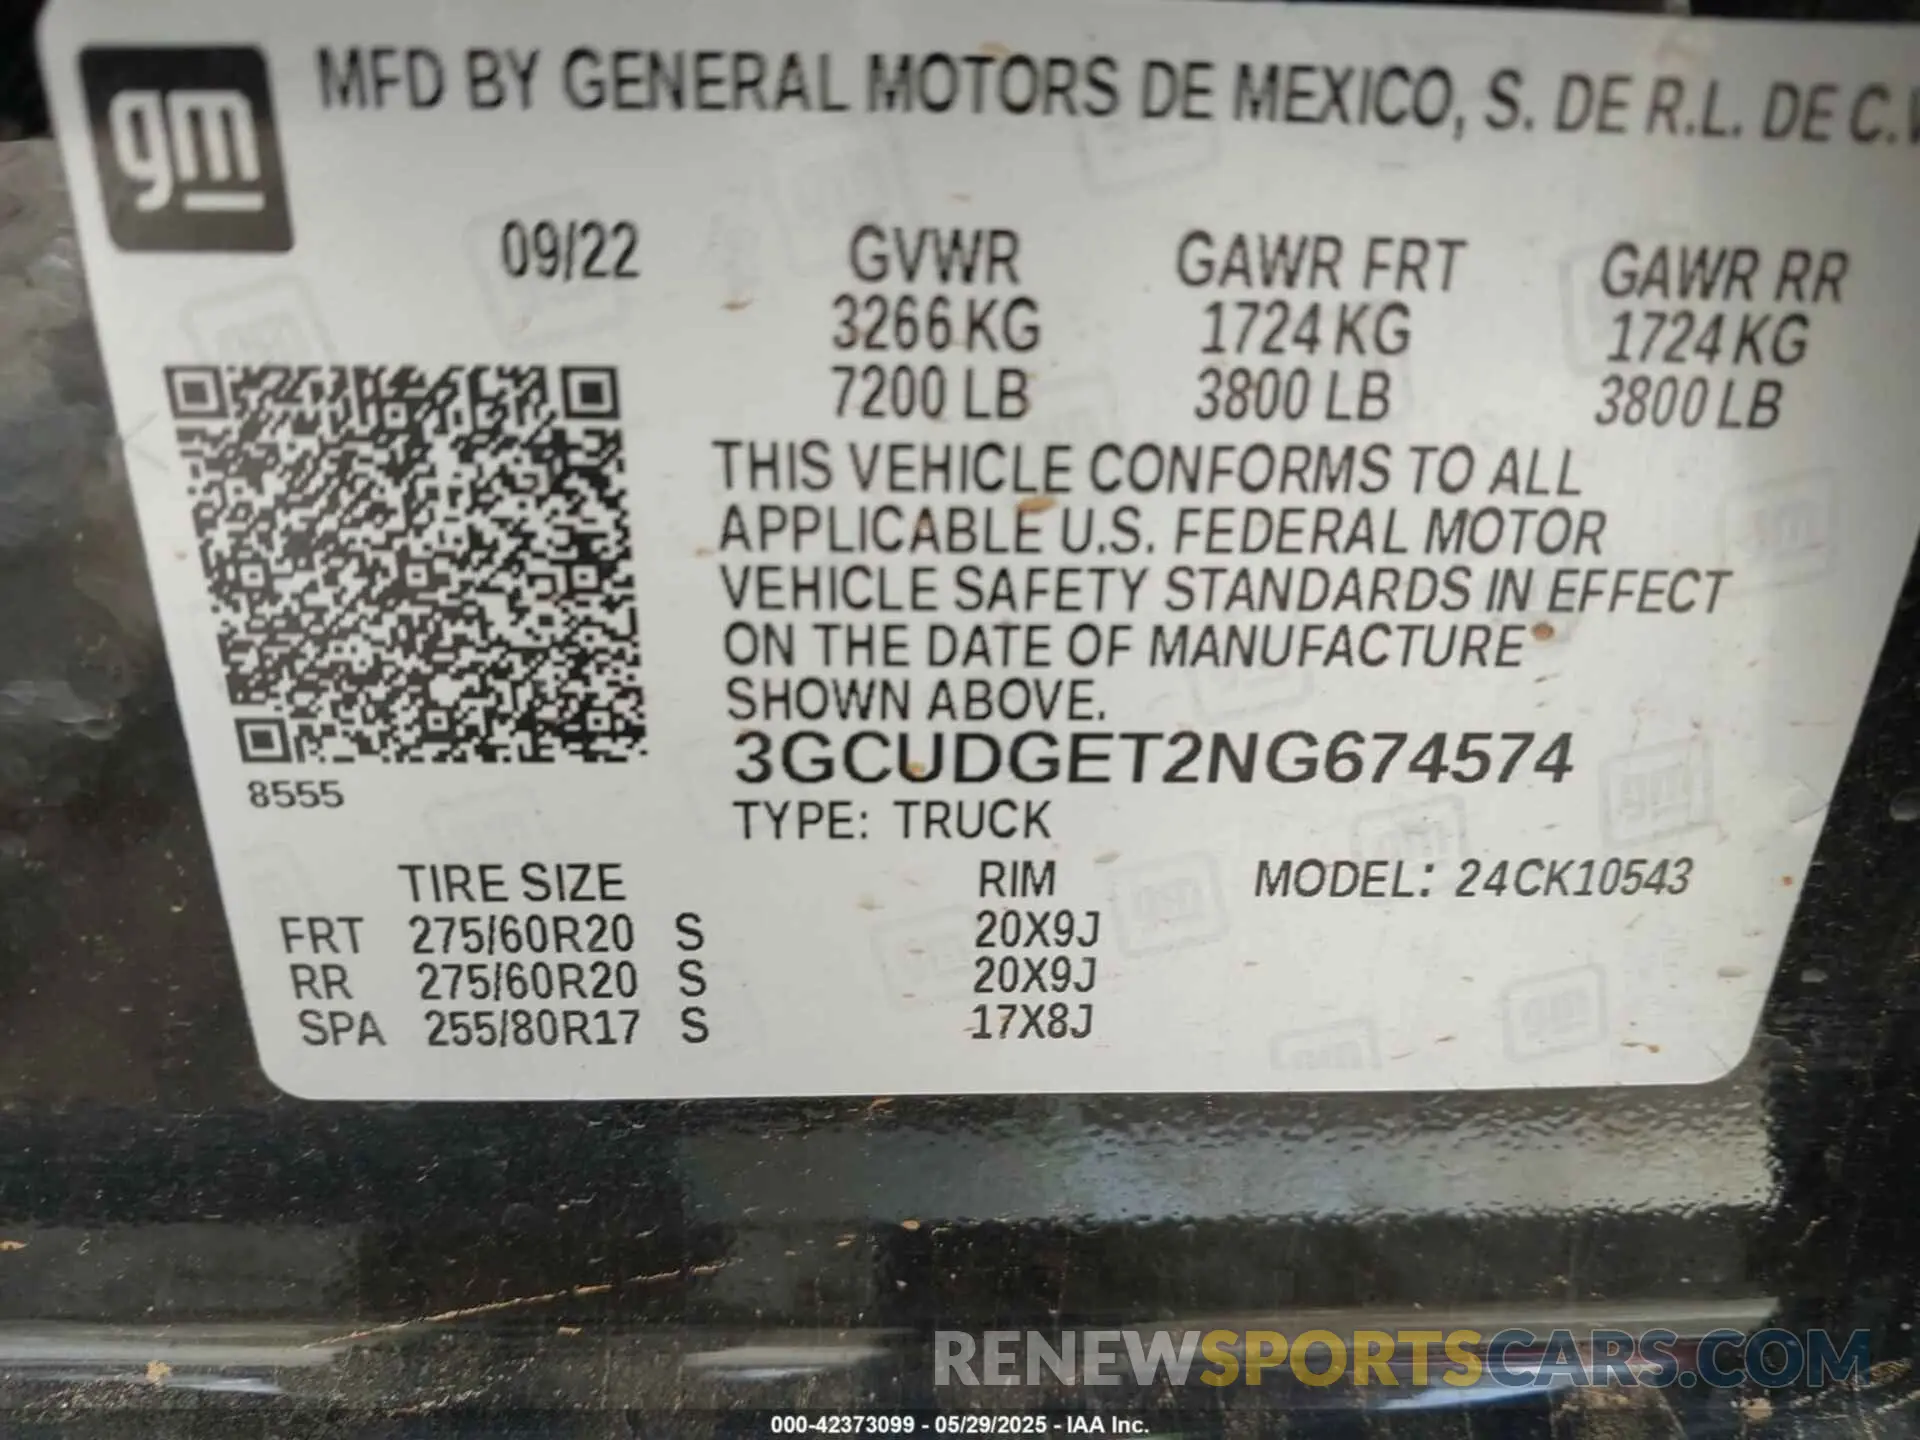 gm
MFD BY GENERAL MOTORS DE MEXICO, S. DE R.L. DE C.V
09/22
GVWR GAWR FRT GAWR RR
3266 KG 1724 KG 1724 KG
7200 LB 3800 LB 3800 LB
THIS VEHICLE CONFORMS TO ALL
APPLICABLE U.S. FEDERAL MOTOR
VEHICLE SAFETY STANDARDS IN EFFECT
ON THE DATE OF MANUFACTURE
SHOWN ABOVE.
3GCUDGET2NG674574
8555
TYPE: TRUCK
TIRE SIZE RIM MODEL: 24CK10543
FRT 275/60R20 S 20X9J
RR 275/60R20 S 20X9J
SPA 255/80R17 S 17X8J
RENEWSPORTSCARS.COM
000-42373099 - 05/29/2025 - IAA Inc.